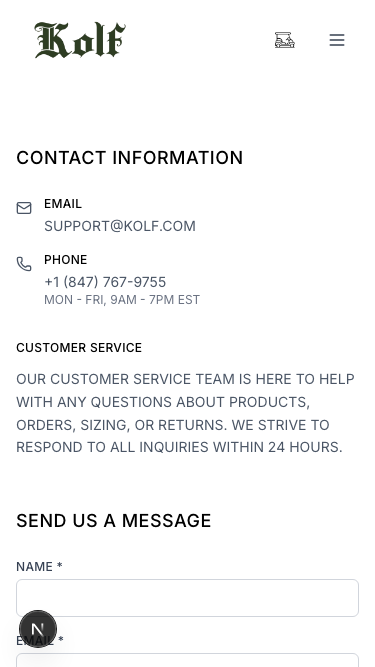 Kolf
CONTACT INFORMATION
EMAIL
SUPPORT@KOLF.COM
PHONE
+1 (847) 767-9755
MON - FRI, 9AM - 7PM EST
CUSTOMER SERVICE
OUR CUSTOMER SERVICE TEAM IS HERE TO HELP
WITH ANY QUESTIONS ABOUT PRODUCTS,
ORDERS, SIZING, OR RETURNS. WE STRIVE TO
RESPOND TO ALL INQUIRIES WITHIN 24 HOURS.
SEND US A MESSAGE
NAME *
N
EMAIL *